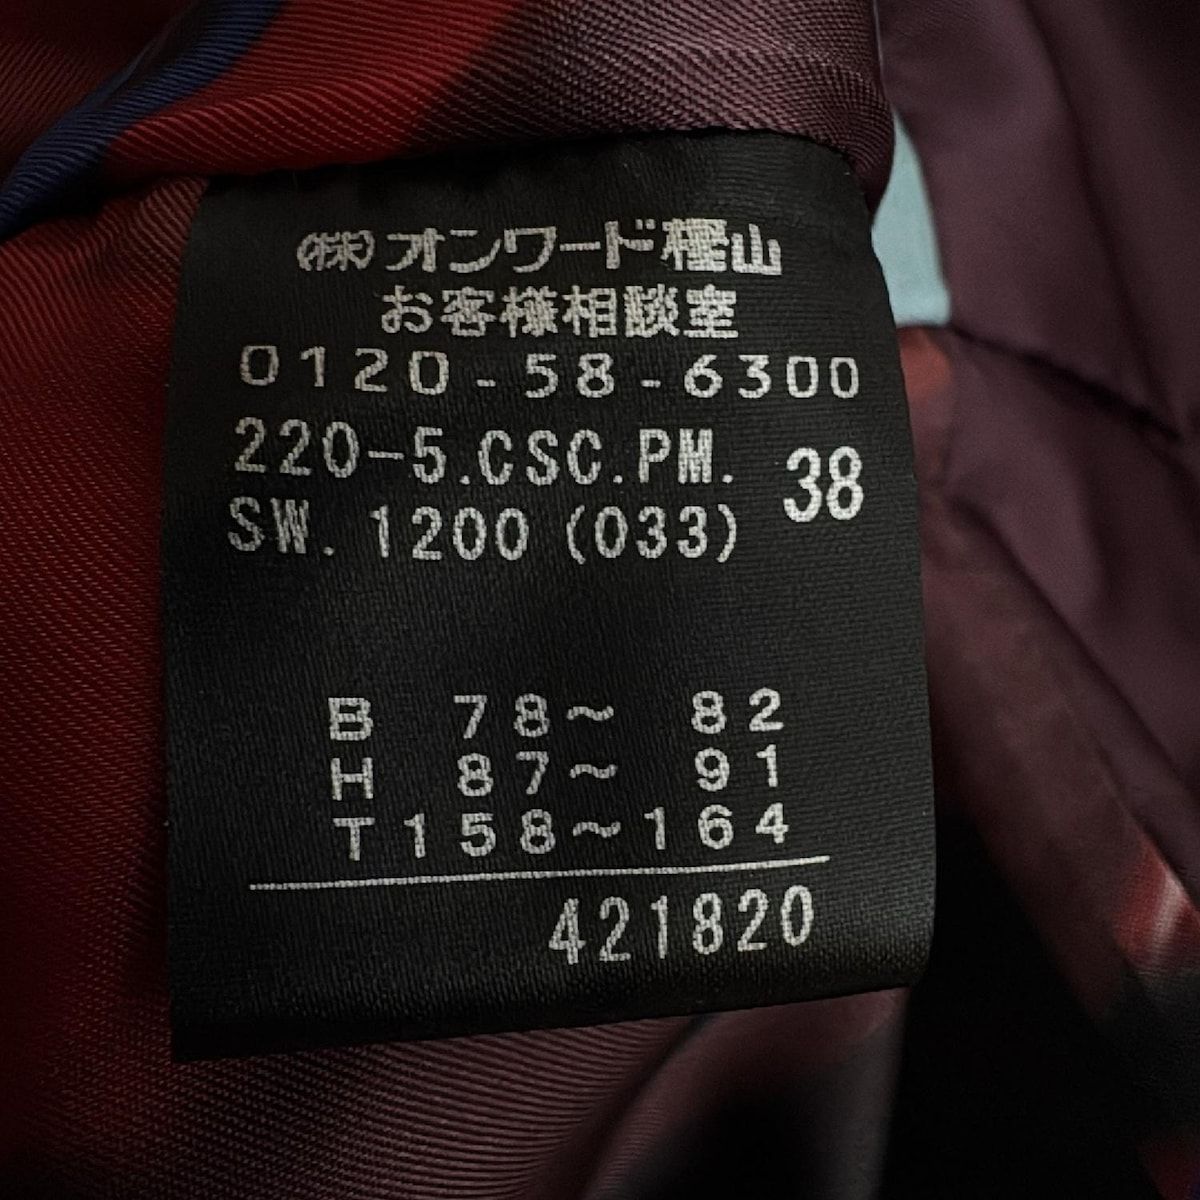 (株)オンワード樫山
お客様相談室
0120-58-6300
220-5.CSC.PM. 38
SW. 1200 (033)
B 78～ 82
H 87～ 91
T158～164
421820